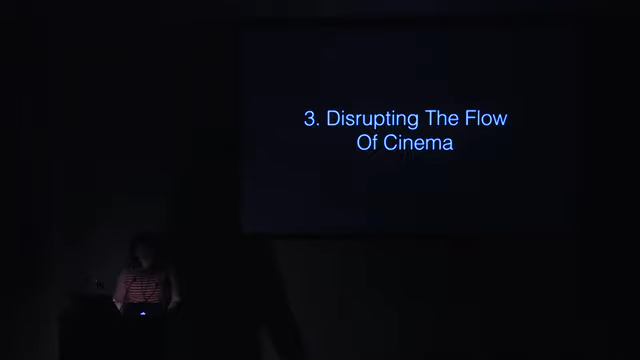 3. Disrupting The Flow
Of Cinema